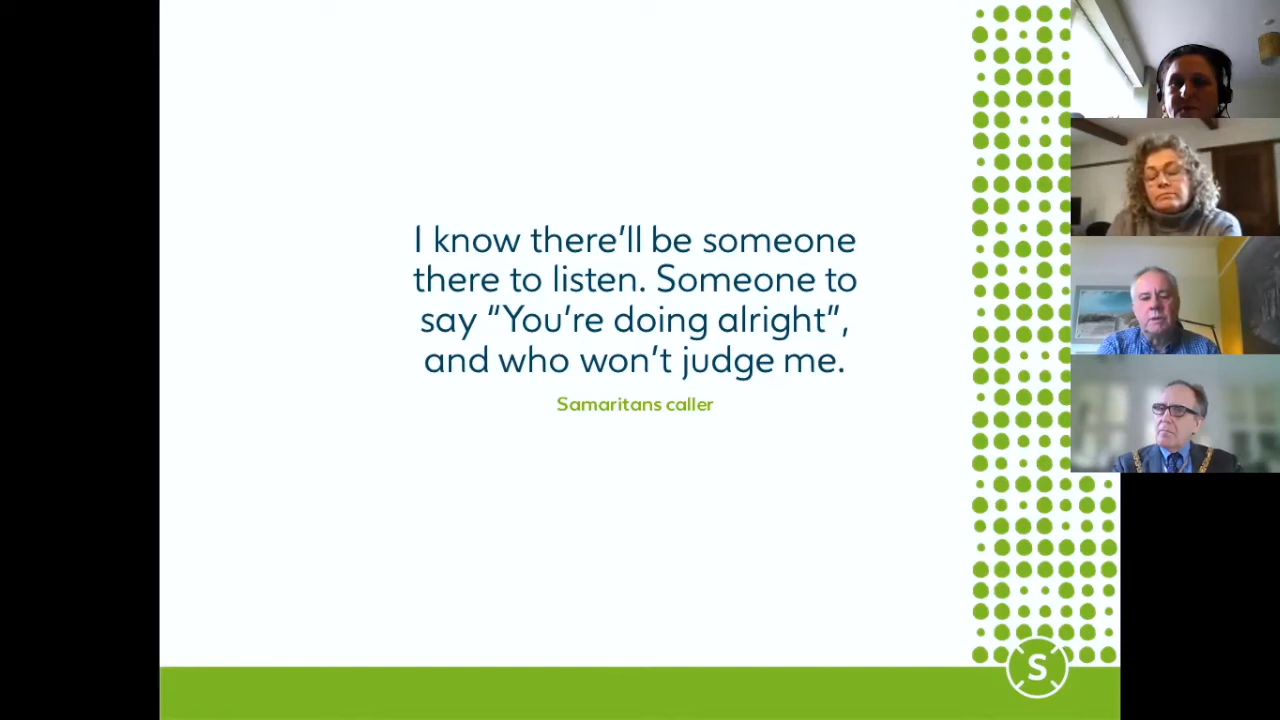 I know there’ll be someone
there to listen. Someone to
say “You’re doing alright”,
and who won’t judge me.
Samaritans caller
S